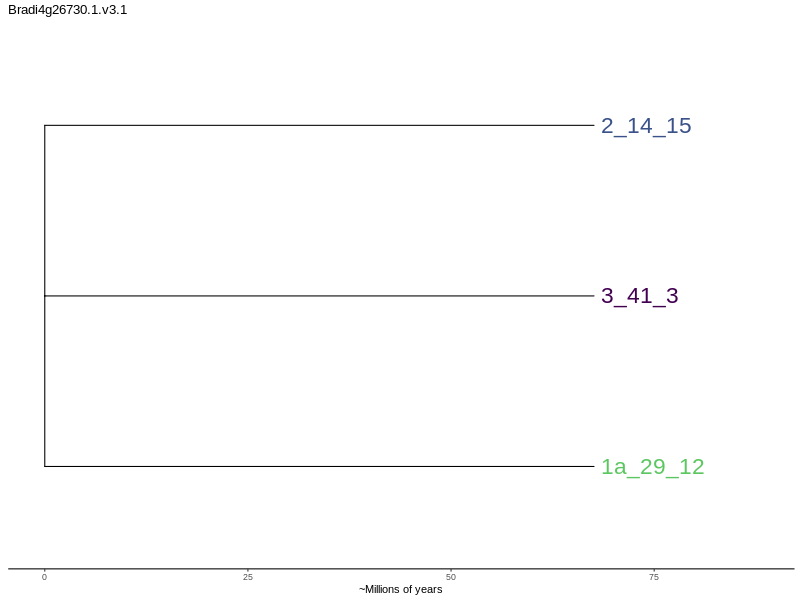 Bradi4g26730.1.v3.1
2_14_15
3_41_3
1a_29_12
0 25 50 75
~Millions of years